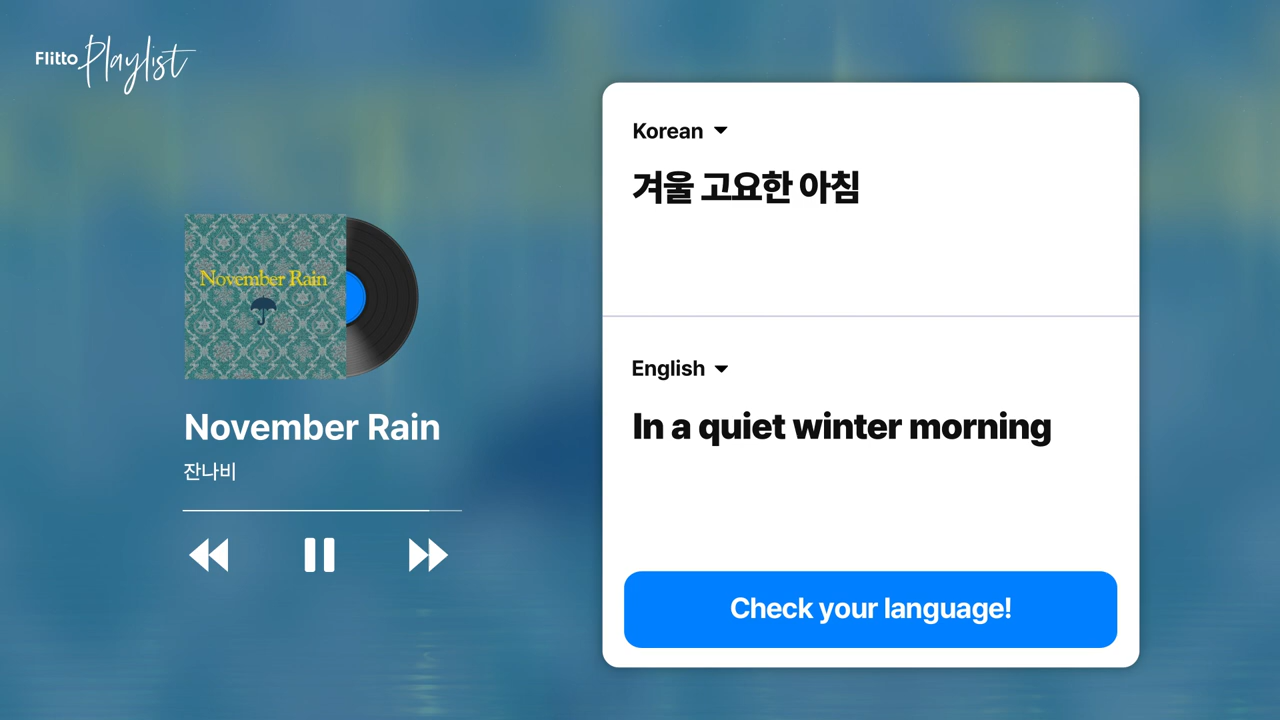 Flitto Playlist
November Rain
November Rain
잔나비
Korean
겨울 고요한 아침
English
In a quiet winter morning
Check your language!